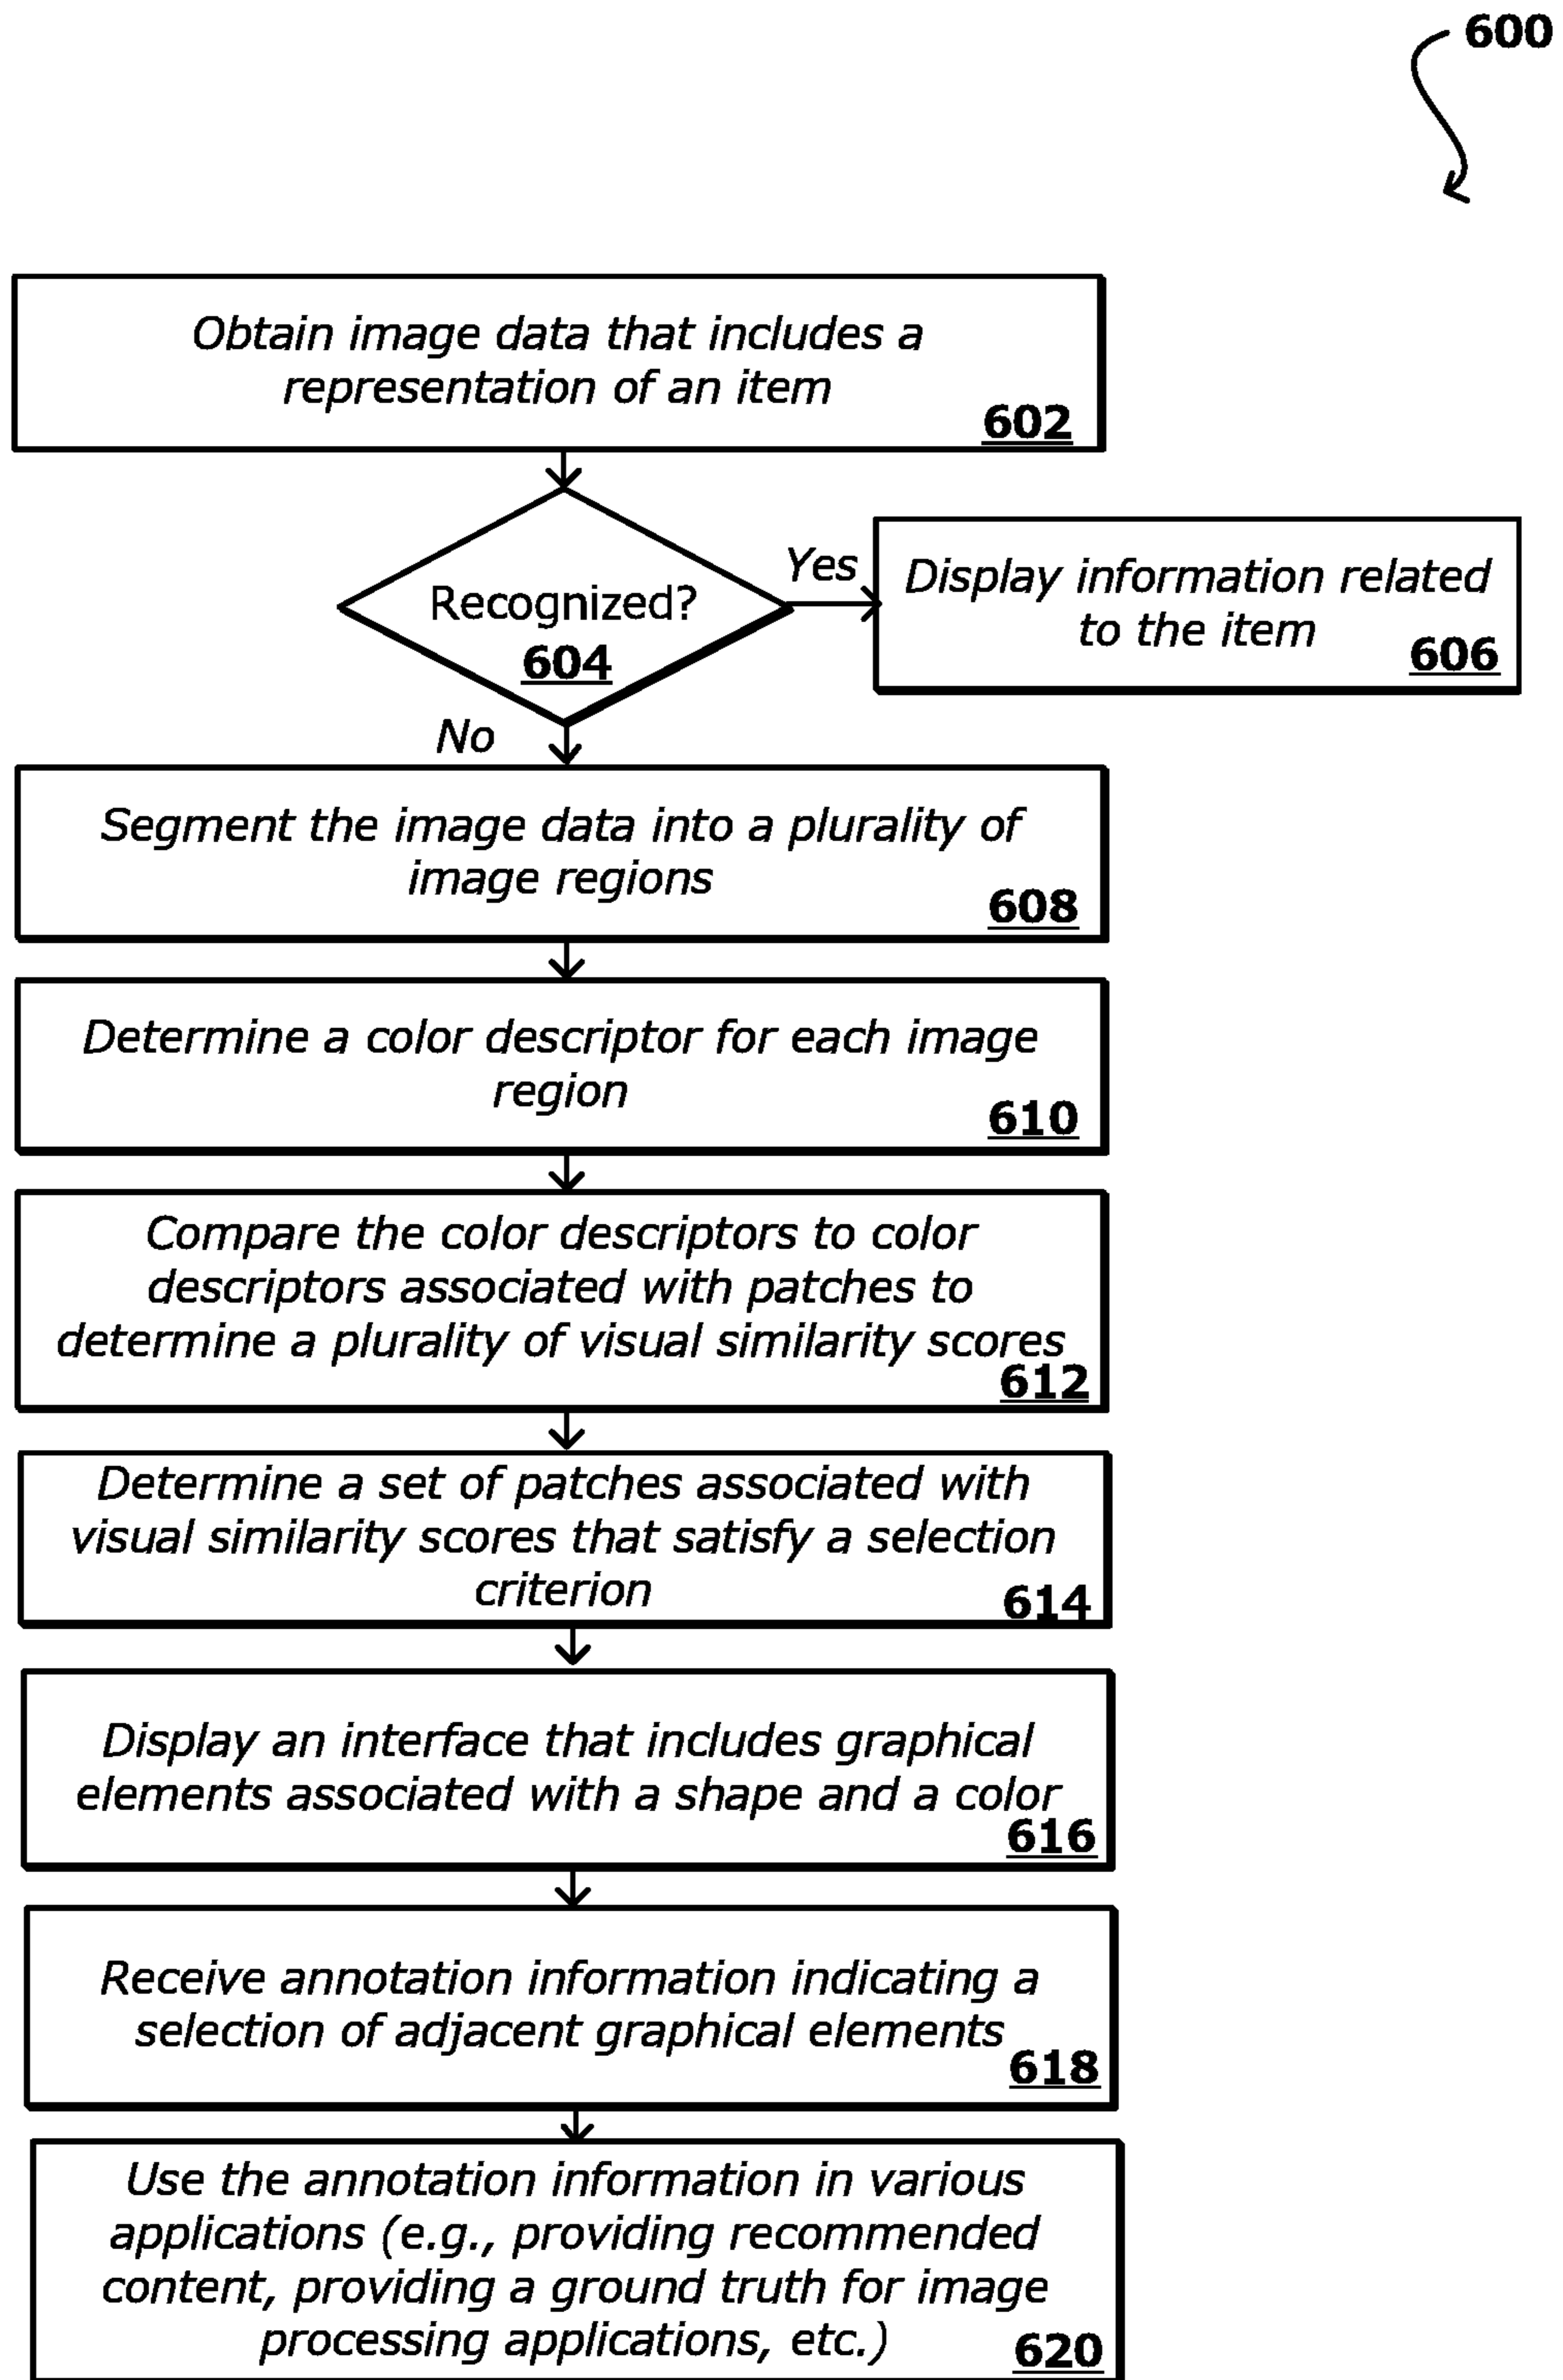 600
Obtain image data that includes a
representation of an item
602
Recognized?
604
Yes
Display information related
to the item
606
No
Segment the image data into a plurality of
image regions
608
Determine a color descriptor for each image
region
610
Compare the color descriptors to color
descriptors associated with patches to
determine a plurality of visual similarity scores
612
Determine a set of patches associated with
visual similarity scores that satisfy a selection
criterion
614
Display an interface that includes graphical
elements associated with a shape and a color
616
Receive annotation information indicating a
selection of adjacent graphical elements
618
Use the annotation information in various
applications (e.g., providing recommended
content, providing a ground truth for image
processing applications, etc.)
620